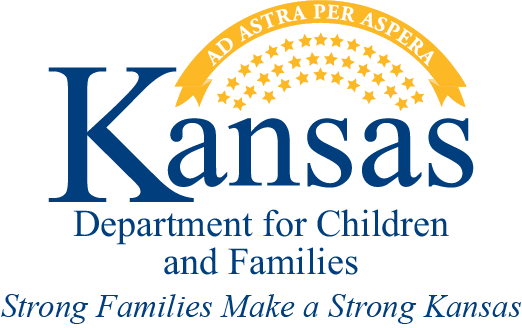 AD ASTRA PER ASPERA
Kansas
Department for Children
and Families
Strong Families Make a Strong Kansas